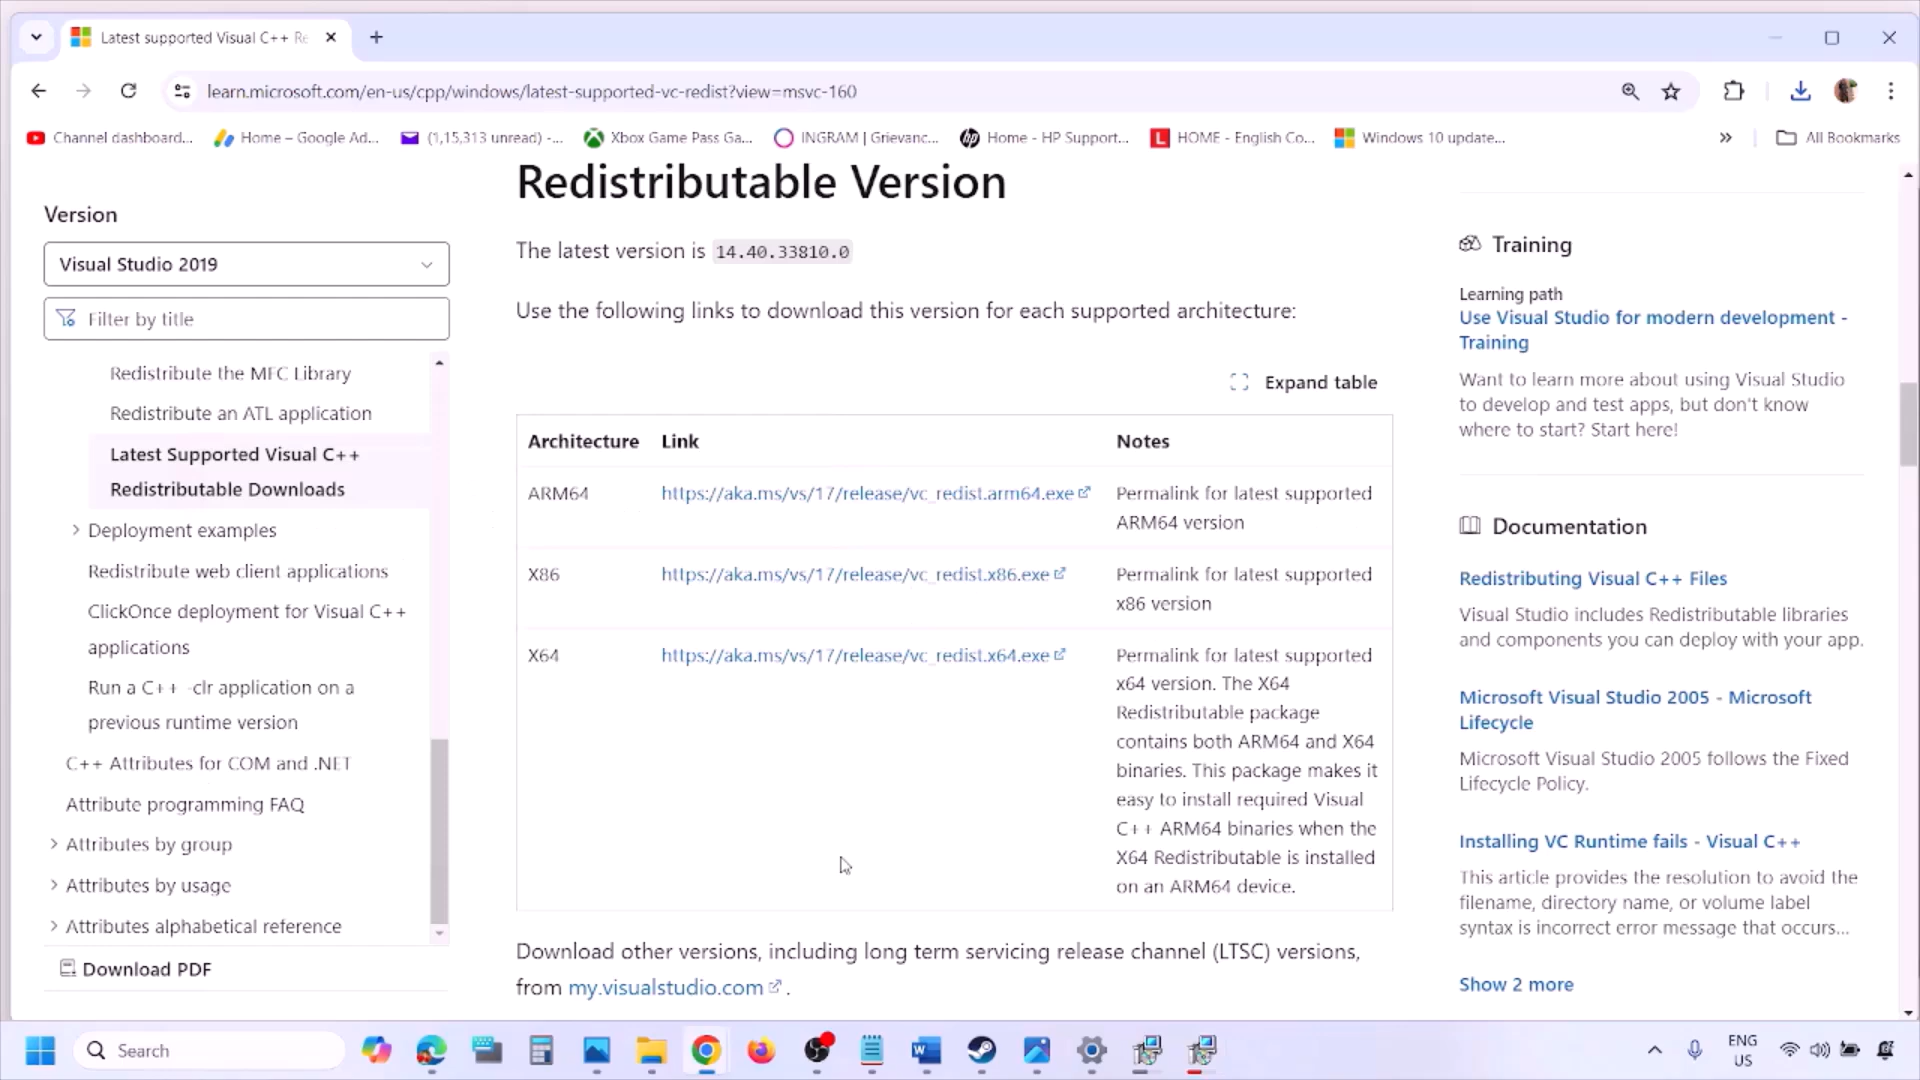 Latest supported Visual C++ Re
learn.microsoft.com/en-us/cpp/windows/latest-supported-vc-redist?view=msvc-160
Channel dashboard...
Home – Google Ad...
(1,15,313 unread) -...
Xbox Game Pass Ga...
INGRAM | Grievanc...
Home - HP Support...
HOME - English Co...
Windows 10 update...
All Bookmarks
Version
Visual Studio 2019
Filter by title
Redistribute the MFC Library
Redistribute an ATL application
Latest Supported Visual C++
Redistributable Downloads
Deployment examples
Redistribute web client applications
ClickOnce deployment for Visual C++
applications
Run a C++ -clr application on a
previous runtime version
C++ Attributes for COM and .NET
Attribute programming FAQ
Attributes by group
Attributes by usage
Attributes alphabetical reference
Download PDF
Redistributable Version
The latest version is 14.40.33810.0
Use the following links to download this version for each supported architecture:
Expand table
Architecture Link Notes
ARM64 https://aka.ms/vs/17/release/vc_redist.arm64.exe Permalink for latest supported
ARM64 version
X86 https://aka.ms/vs/17/release/vc_redist.x86.exe Permalink for latest supported
x86 version
X64 https://aka.ms/vs/17/release/vc_redist.x64.exe Permalink for latest supported
x64 version. The X64
Redistributable package
contains both ARM64 and X64
binaries. This package makes it
easy to install required Visual
C++ ARM64 binaries when the
X64 Redistributable is installed
on an ARM64 device.
Download other versions, including long term servicing release channel (LTSC) versions,
from my.visualstudio.com .
Training
Learning path
Use Visual Studio for modern development -
Training
Want to learn more about using Visual Studio
to develop and test apps, but don't know
where to start? Start here!
Documentation
Redistributing Visual C++ Files
Visual Studio includes Redistributable libraries
and components you can deploy with your app.
Microsoft Visual Studio 2005 - Microsoft
Lifecycle
Microsoft Visual Studio 2005 follows the Fixed
Lifecycle Policy.
Installing VC Runtime fails - Visual C++
This article provides the resolution to avoid the
filename, directory name, or volume label
syntax is incorrect error message that occurs...
Show 2 more
Search
ENG
US